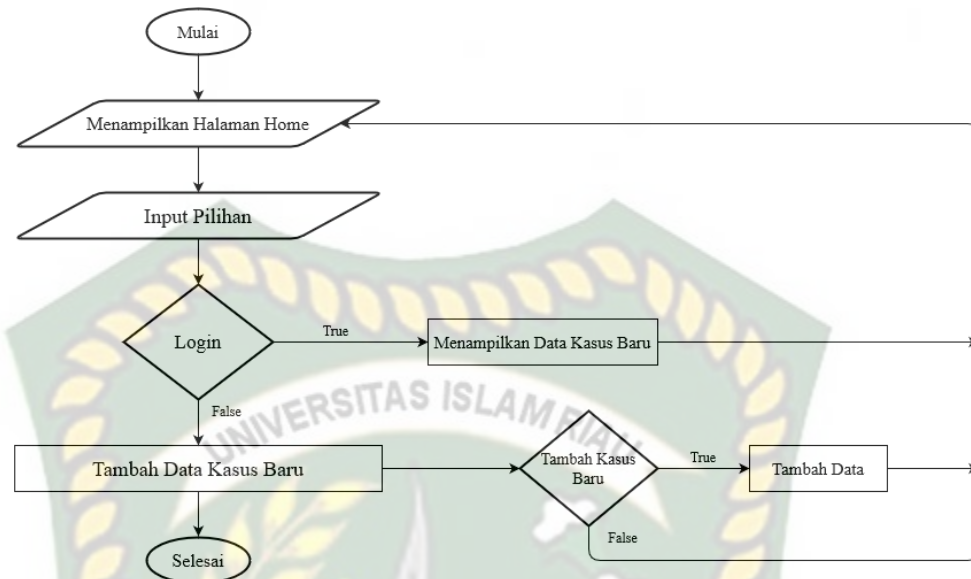 Mulai
Menampilkan Halaman Home
Input Pilihan
Login
True
Menampilkan Data Kasus Baru
False
UNIVERSITAS ISLAM RIAU
Tambah Data Kasus Baru
Tambah Kasus
Baru
True
Tambah Data
False
Selesai